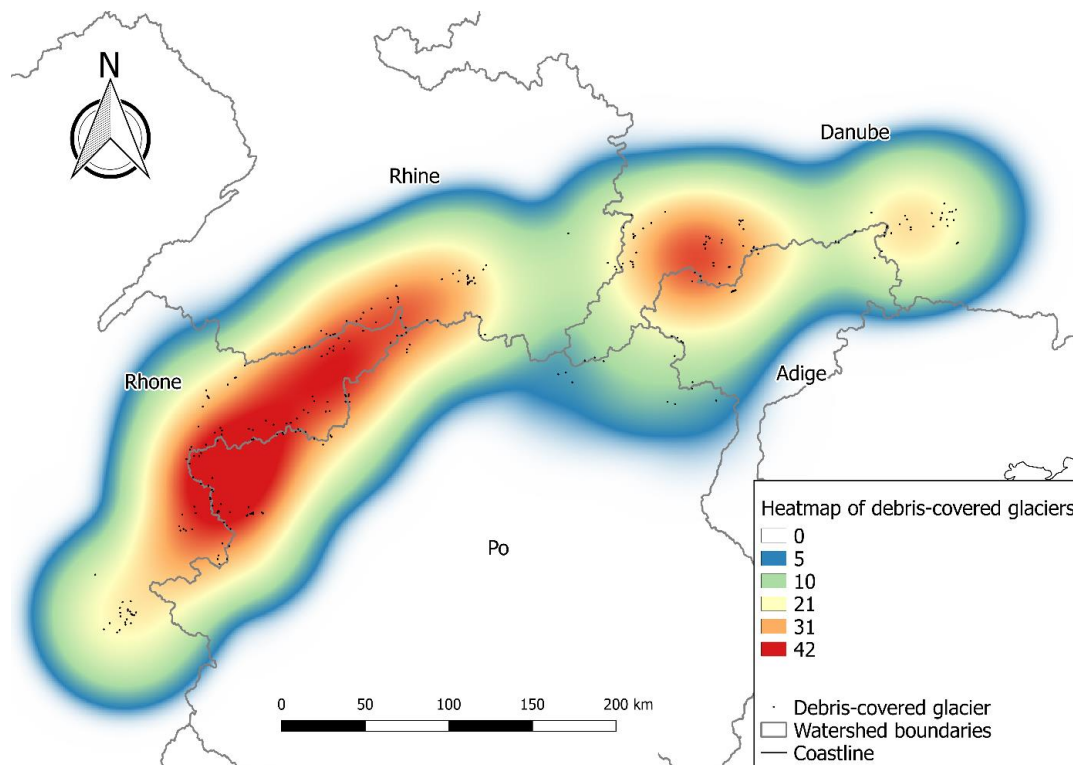 N
Danube
Rhine
Rhone
Adige
Po
Heatmap of debris-covered glaciers
0
5
10
21
31
42
Debris-covered glacier
Watershed boundaries
Coastline
0 50 100 150 200 km